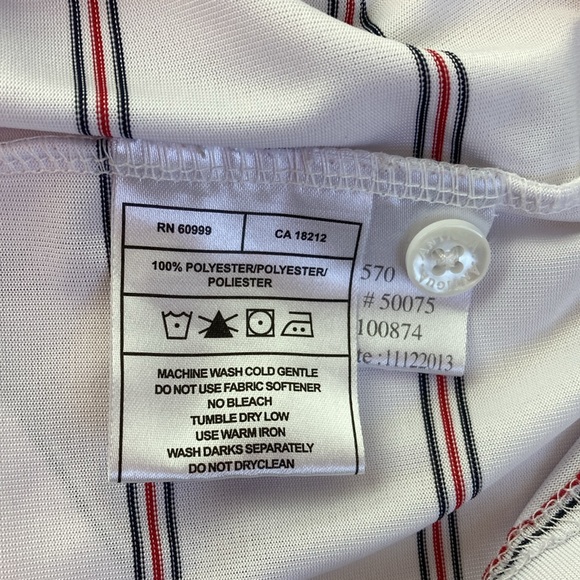 RN 60999
CA 18212
100% POLYESTER/POLYESTER/
POLIESTER
MACHINE WASH COLD GENTLE
DO NOT USE FABRIC SOFTENER
NO BLEACH
TUMBLE DRY LOW
USE WARM IRON
WASH DARKS SEPARATELY
DO NOT DRYCLEAN
570
# 50075
100874
te : 11122013